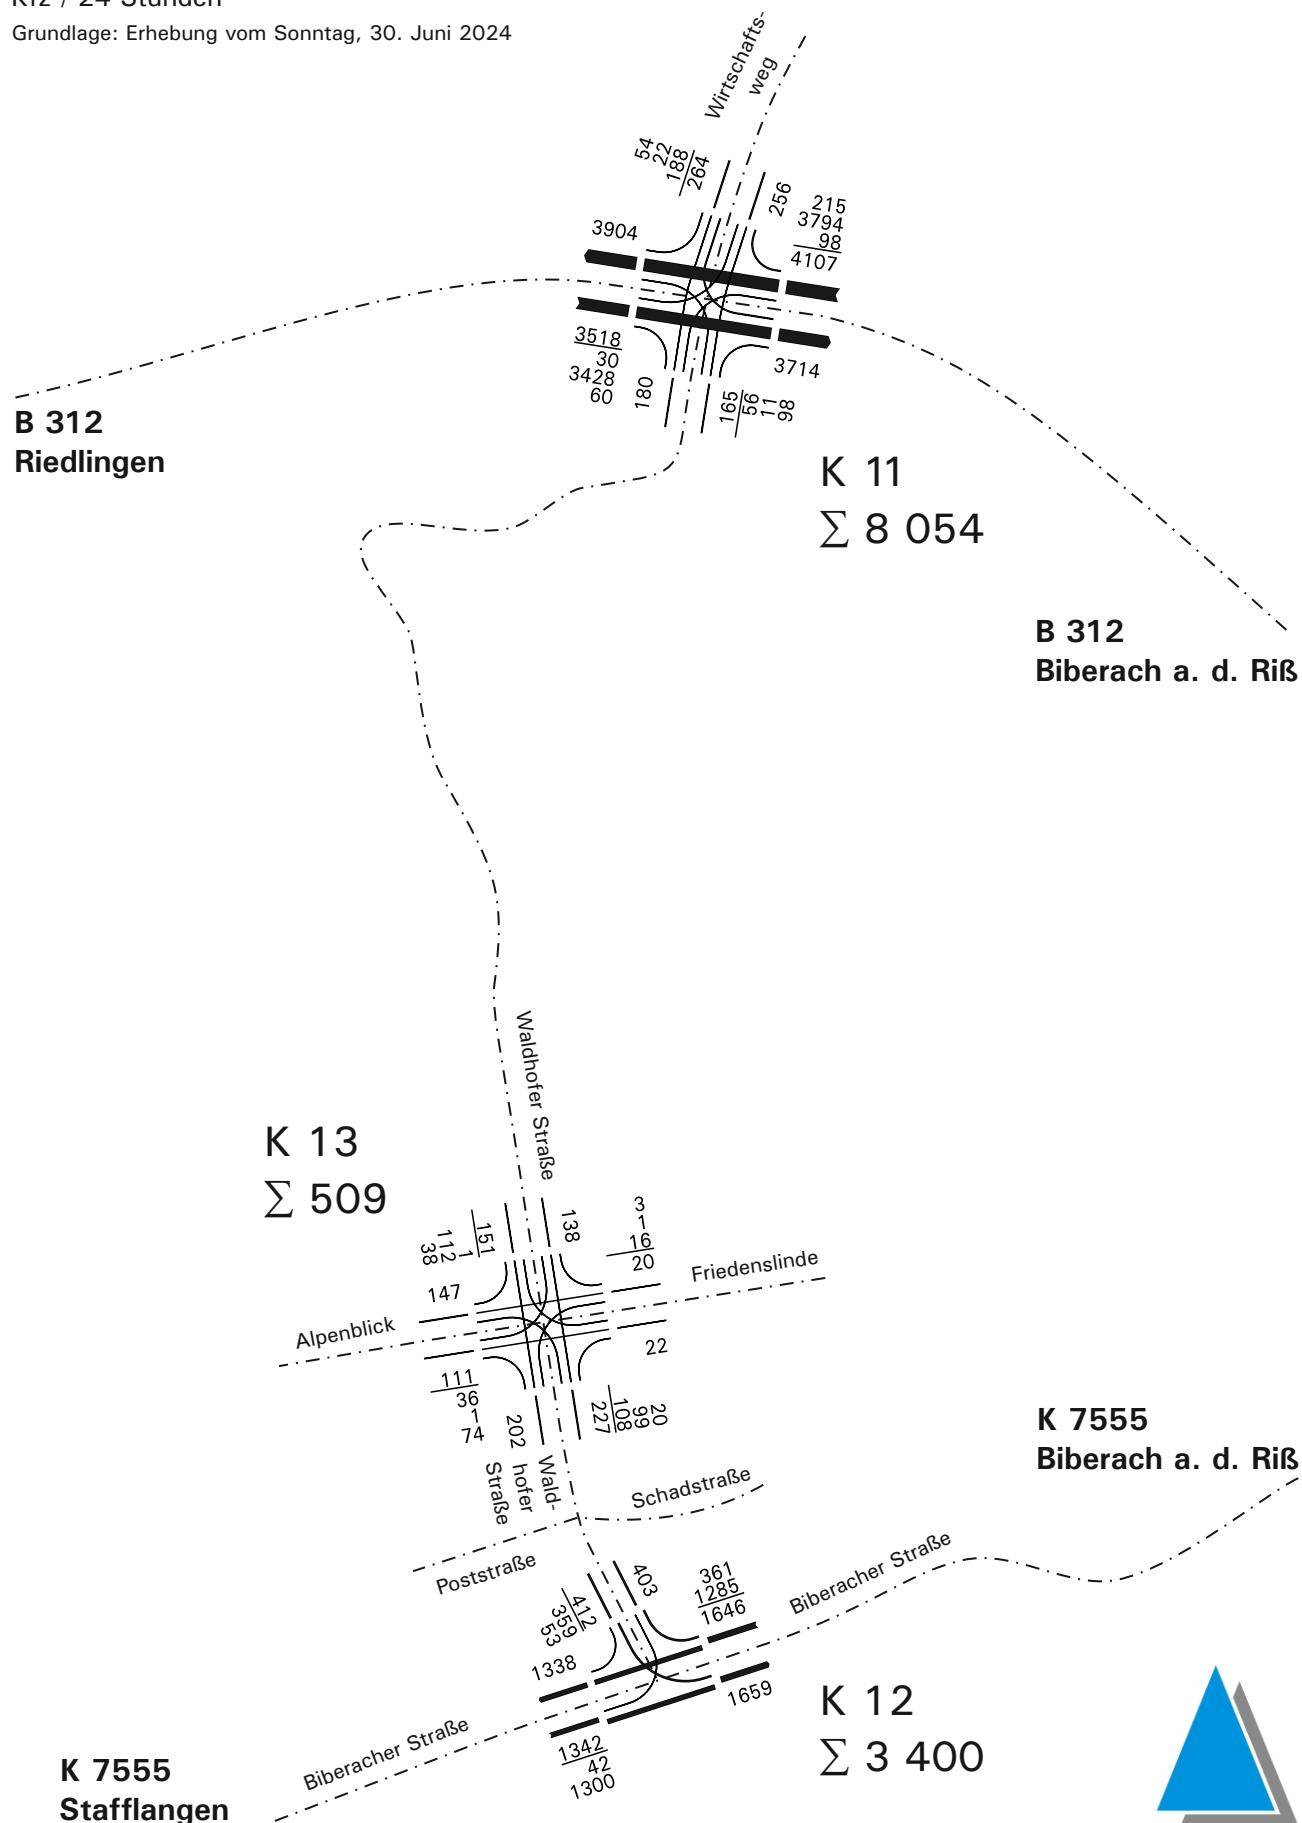 Kfz / 24 Stunden
Grundlage: Erhebung vom Sonntag, 30. Juni 2024
Wirtschafts-
weg
54
22
188
264
256
215
3794
98
4107
3904
3518
30
3428
60
180
165
56
11
98
3714
B 312
Riedlingen
K 11
∑ 8 054
B 312
Biberach a. d. Riß
Waldhofer Straße
K 13
∑ 509
38
112
1
151
138
3
1
16
20
147
Friedenslinde
Alpenblick
22
111
36
1
74
202
227
108
99
20
Wald-
hofer
Straße
K 7555
Biberach a. d. Riß
Schadstraße
Poststraße
Biberacher Straße
53
359
412
403
361
1285
1646
1338
1659
K 12
∑ 3 400
Biberacher Straße
1342
42
1300
K 7555
Stafflangen